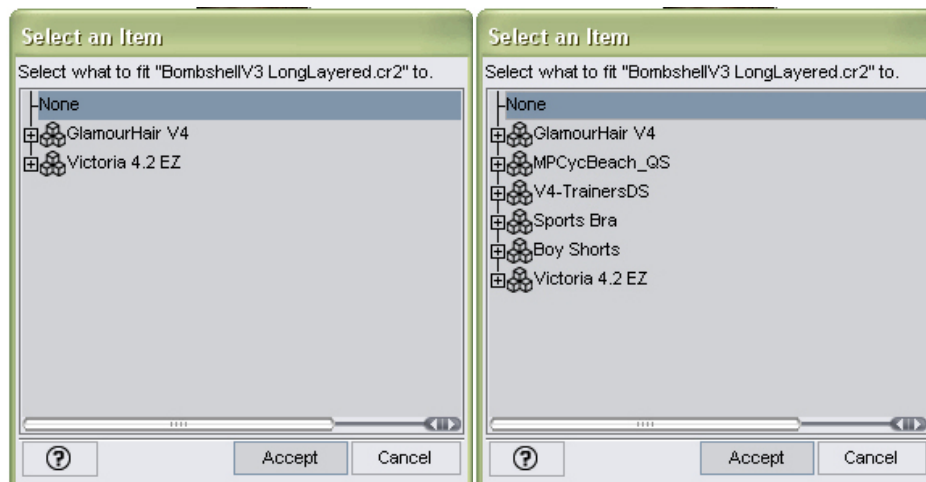 Select an Item
Select what to fit "BombshellV3 LongLayered.cr2" to.
None
GlamourHair V4
Victoria 4.2 EZ
?
Accept
Cancel
Select an Item
Select what to fit "BombshellV3 LongLayered.cr2" to.
None
GlamourHair V4
MPCycBeach_QS
V4-TrainersDS
Sports Bra
Boy Shorts
Victoria 4.2 EZ
?
Accept
Cancel